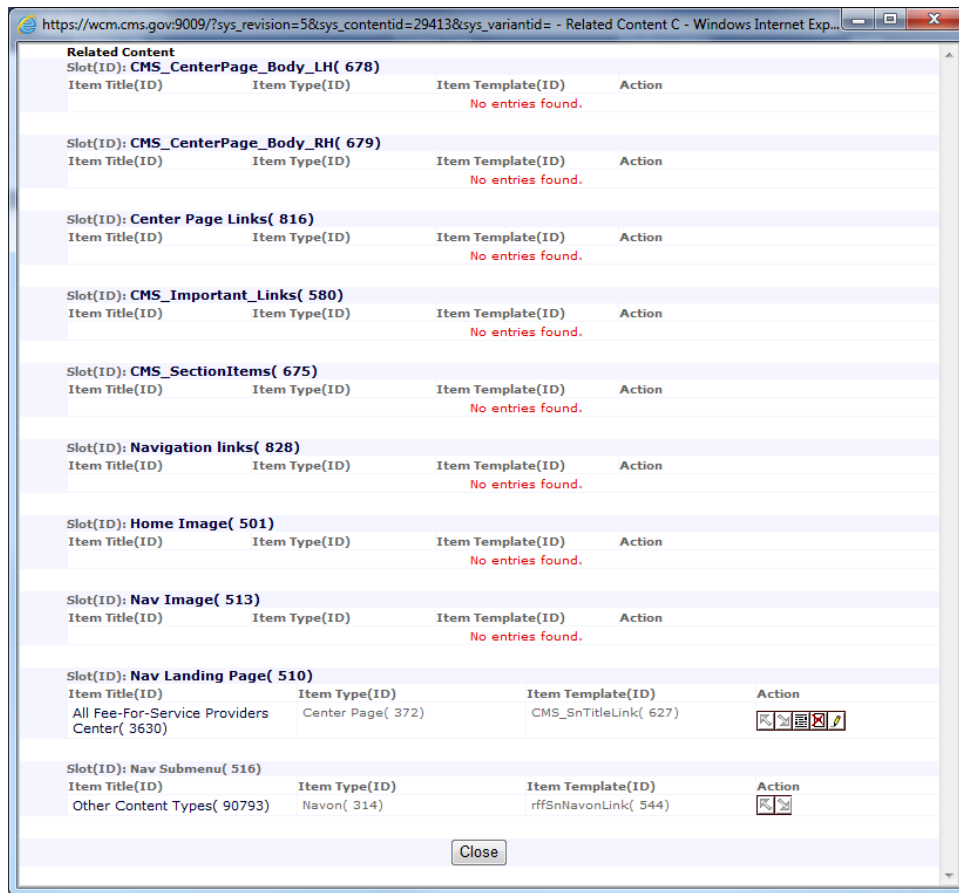 https://wcm.cms.gov:9009/?sys_revision=5&sys_contentid=29413&sys_variantid= - Related Content C - Windows Internet Exp...
Related Content
Slot(ID): CMS_CenterPage_Body_LH( 678)
Item Title(ID) Item Type(ID) Item Template(ID) Action
No entries found.
Slot(ID): CMS_CenterPage_Body_RH( 679)
Item Title(ID) Item Type(ID) Item Template(ID) Action
No entries found.
Slot(ID): Center Page Links( 816)
Item Title(ID) Item Type(ID) Item Template(ID) Action
No entries found.
Slot(ID): CMS_Important_Links( 580)
Item Title(ID) Item Type(ID) Item Template(ID) Action
No entries found.
Slot(ID): CMS_SectionItems( 675)
Item Title(ID) Item Type(ID) Item Template(ID) Action
No entries found.
Slot(ID): Navigation links( 828)
Item Title(ID) Item Type(ID) Item Template(ID) Action
No entries found.
Slot(ID): Home Image( 501)
Item Title(ID) Item Type(ID) Item Template(ID) Action
No entries found.
Slot(ID): Nav Image( 513)
Item Title(ID) Item Type(ID) Item Template(ID) Action
No entries found.
Slot(ID): Nav Landing Page( 510)
Item Title(ID) Item Type(ID) Item Template(ID) Action
All Fee-For-Service Providers Center Page( 372) CMS_SnTitleLink( 627)
Center( 3630)
Slot(ID): Nav Submenu( 516)
Item Title(ID) Item Type(ID) Item Template(ID) Action
Other Content Types( 90793) Navon( 314) rffSnNavonLink( 544)
Close